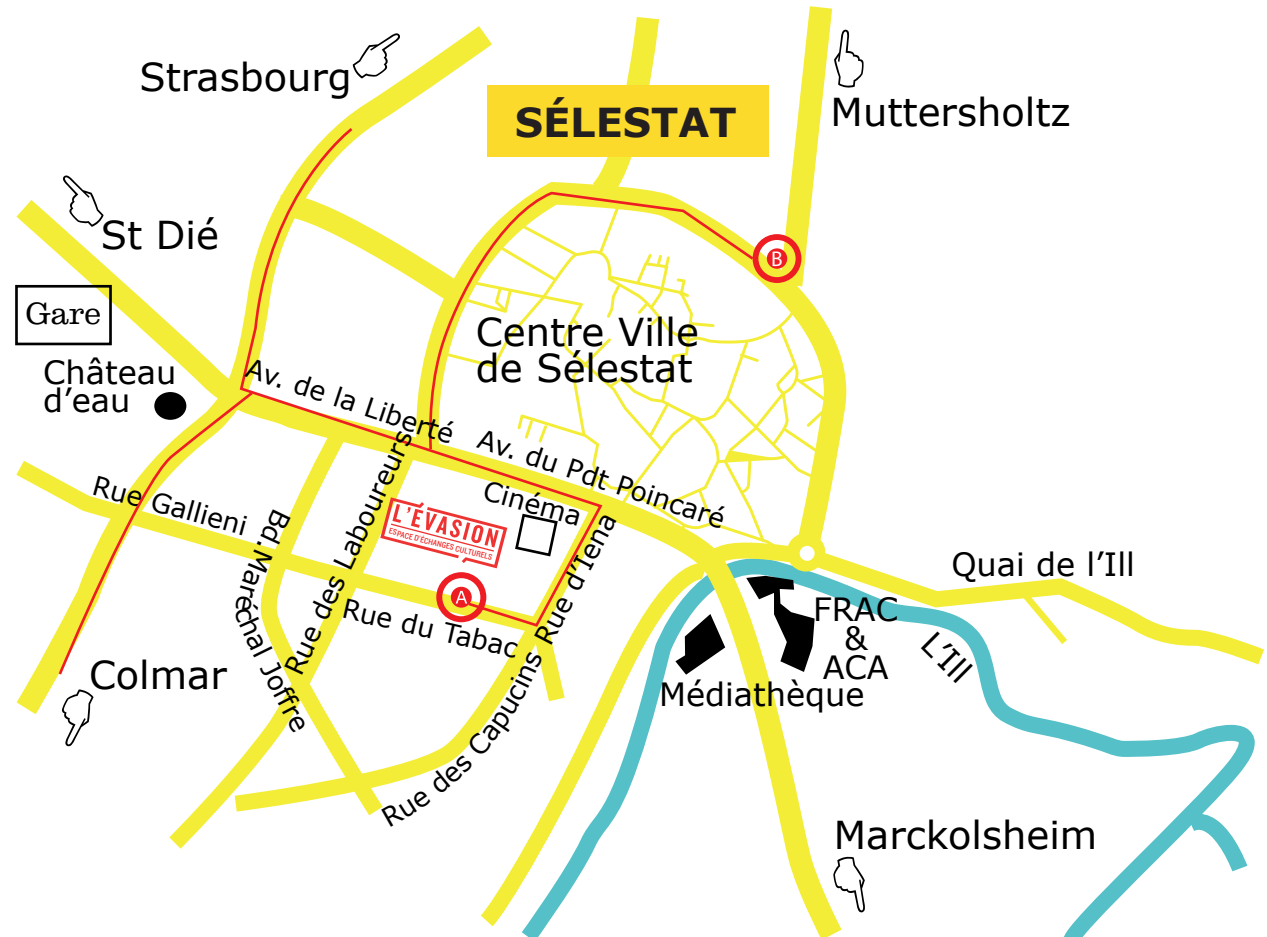 Strasbourg
SÉLESTAT
Muttersholtz
St Dié
Gare
Château
d'eau
B
Centre Ville
de Sélestat
Av. de la Liberté
Av. du Pdt Poincaré
Cinéma
Rue Gallieni
Bd. Maréchal Joffre
Rue des Laboureurs
L'ÉVASION
ESPACE D'ÉCHANGES CULTURELS
Rue d'Iena
A
Rue du Tabac
Quai de l'Ill
FRAC
&
ACA
L'Ill
Médiathèque
Colmar
Rue des Capucins
Marckolsheim